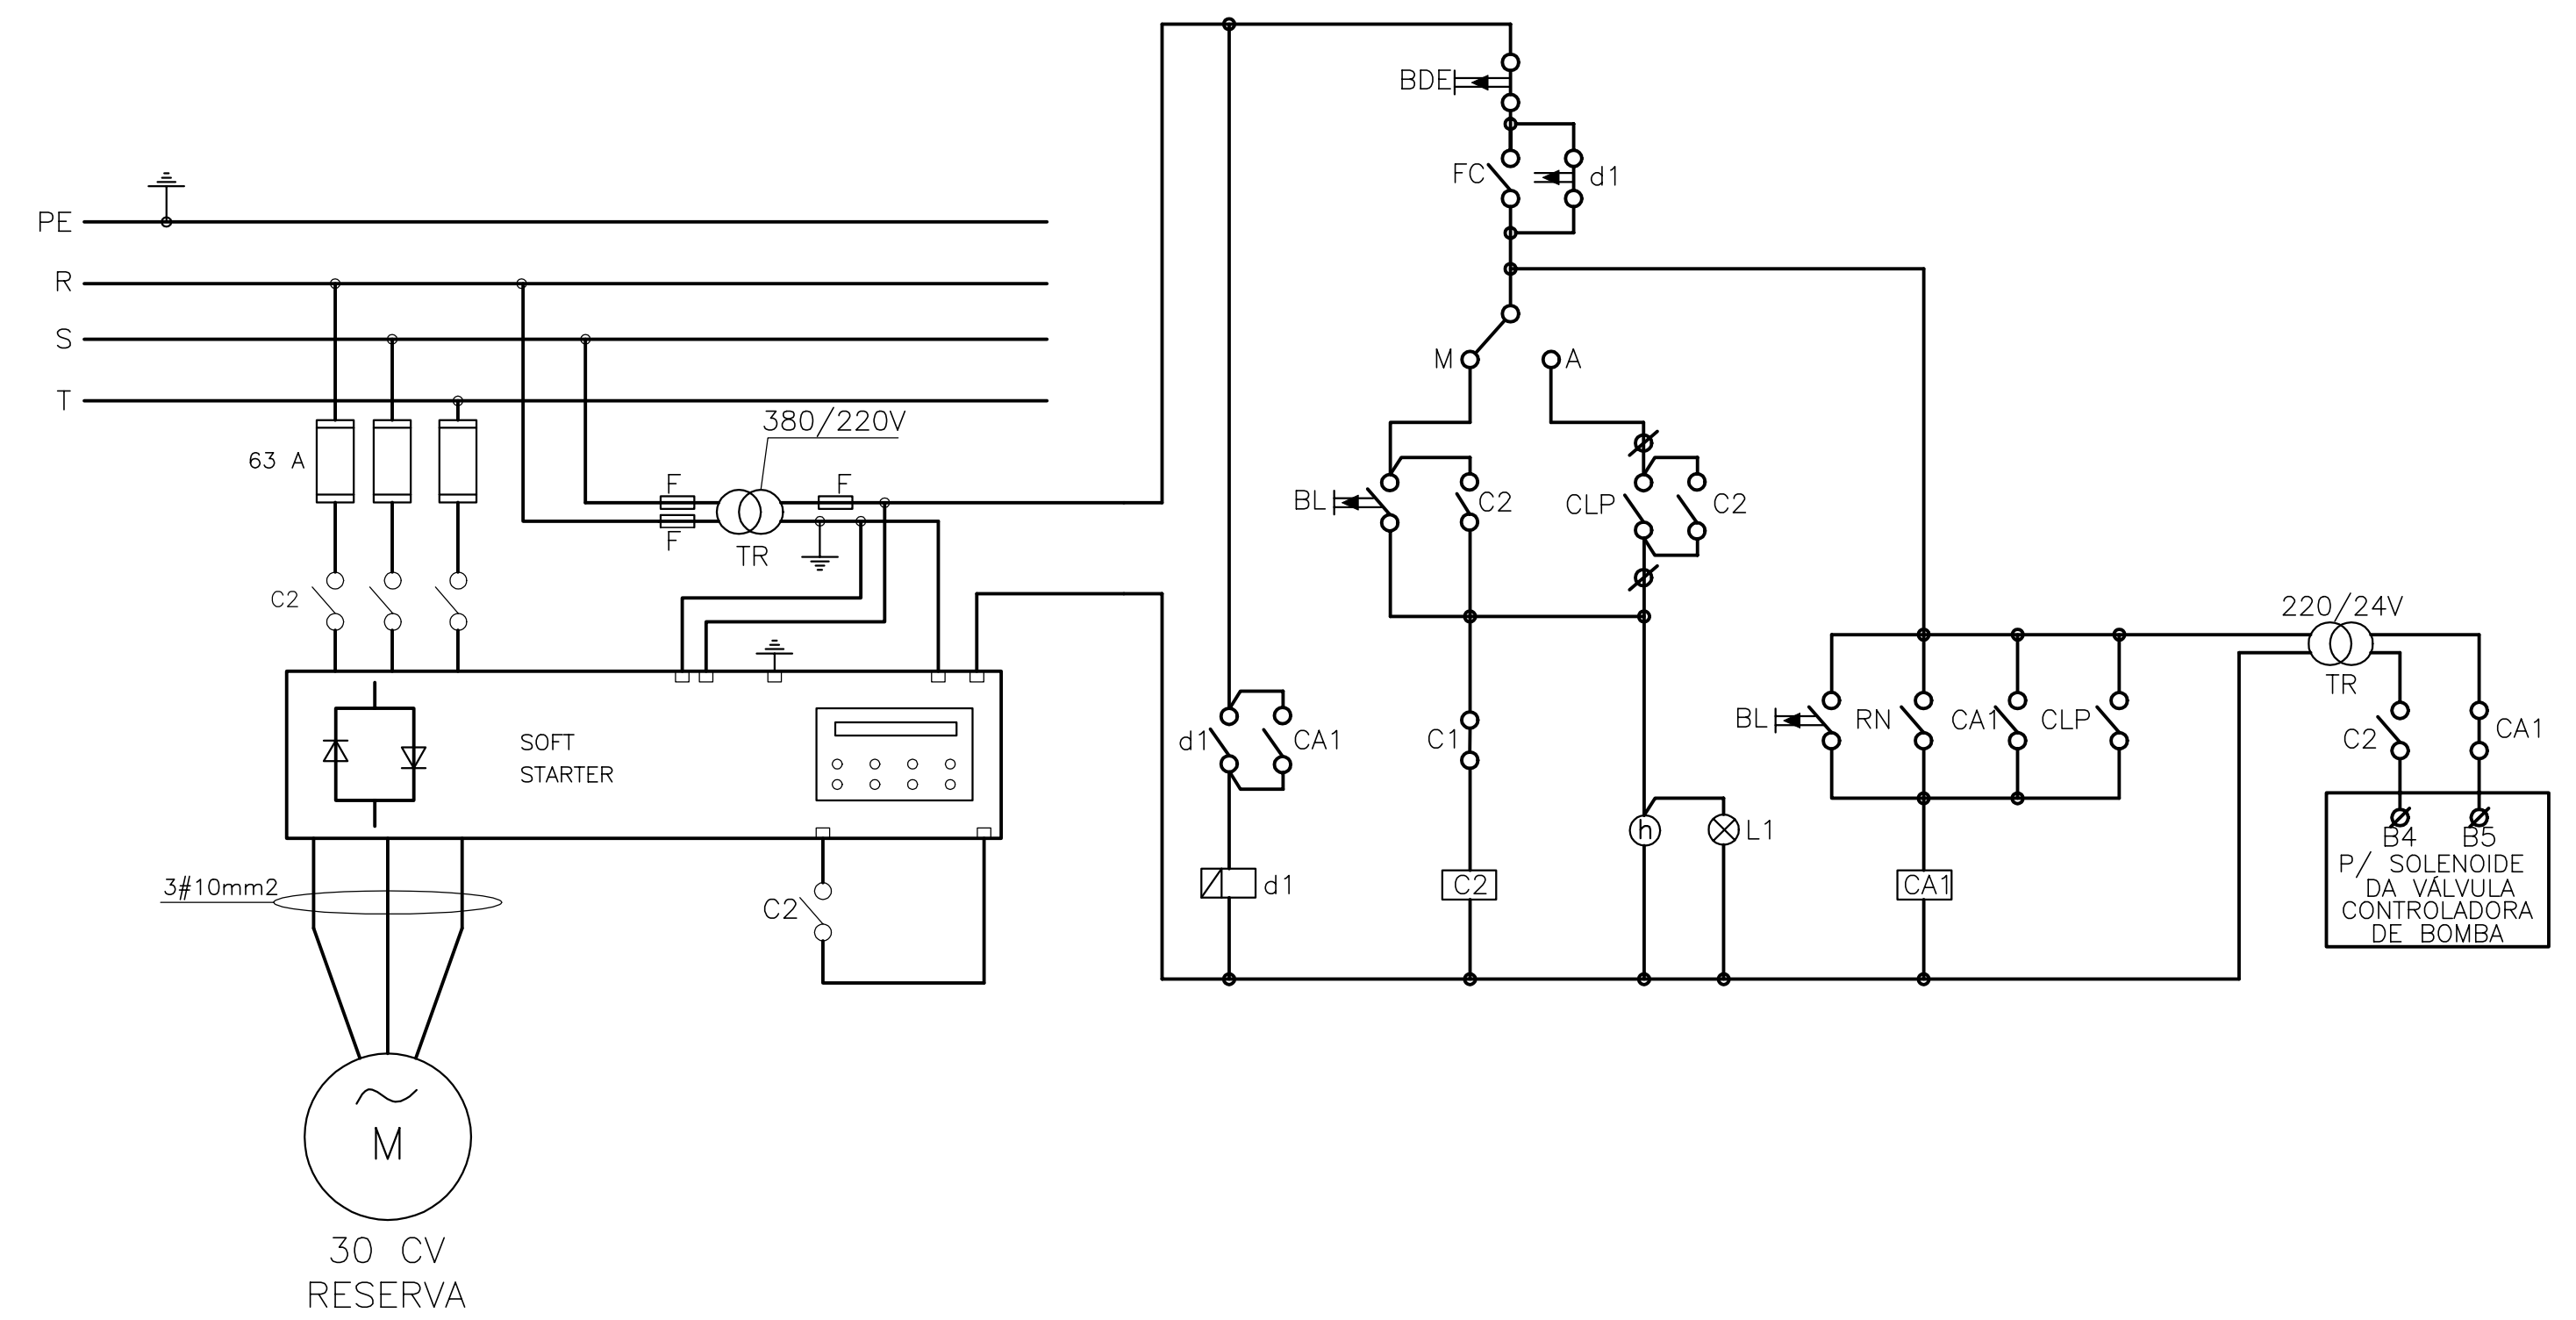 BDE
FC
d1
PE
R
S
T
M
A
380/220V
63 A
F
F
F
TR
BL
C2
CLP
C2
C2
220/24V
TR
SOFT
STARTER
d1
CA1
C1
BL
RN
CA1
CLP
C2
CA1
h
L1
B4
B5
P/ SOLENOIDE
DA VÁLVULA
CONTROLADORA
DE BOMBA
3#10mm2
C2
d1
C2
CA1
M
30 CV
RESERVA